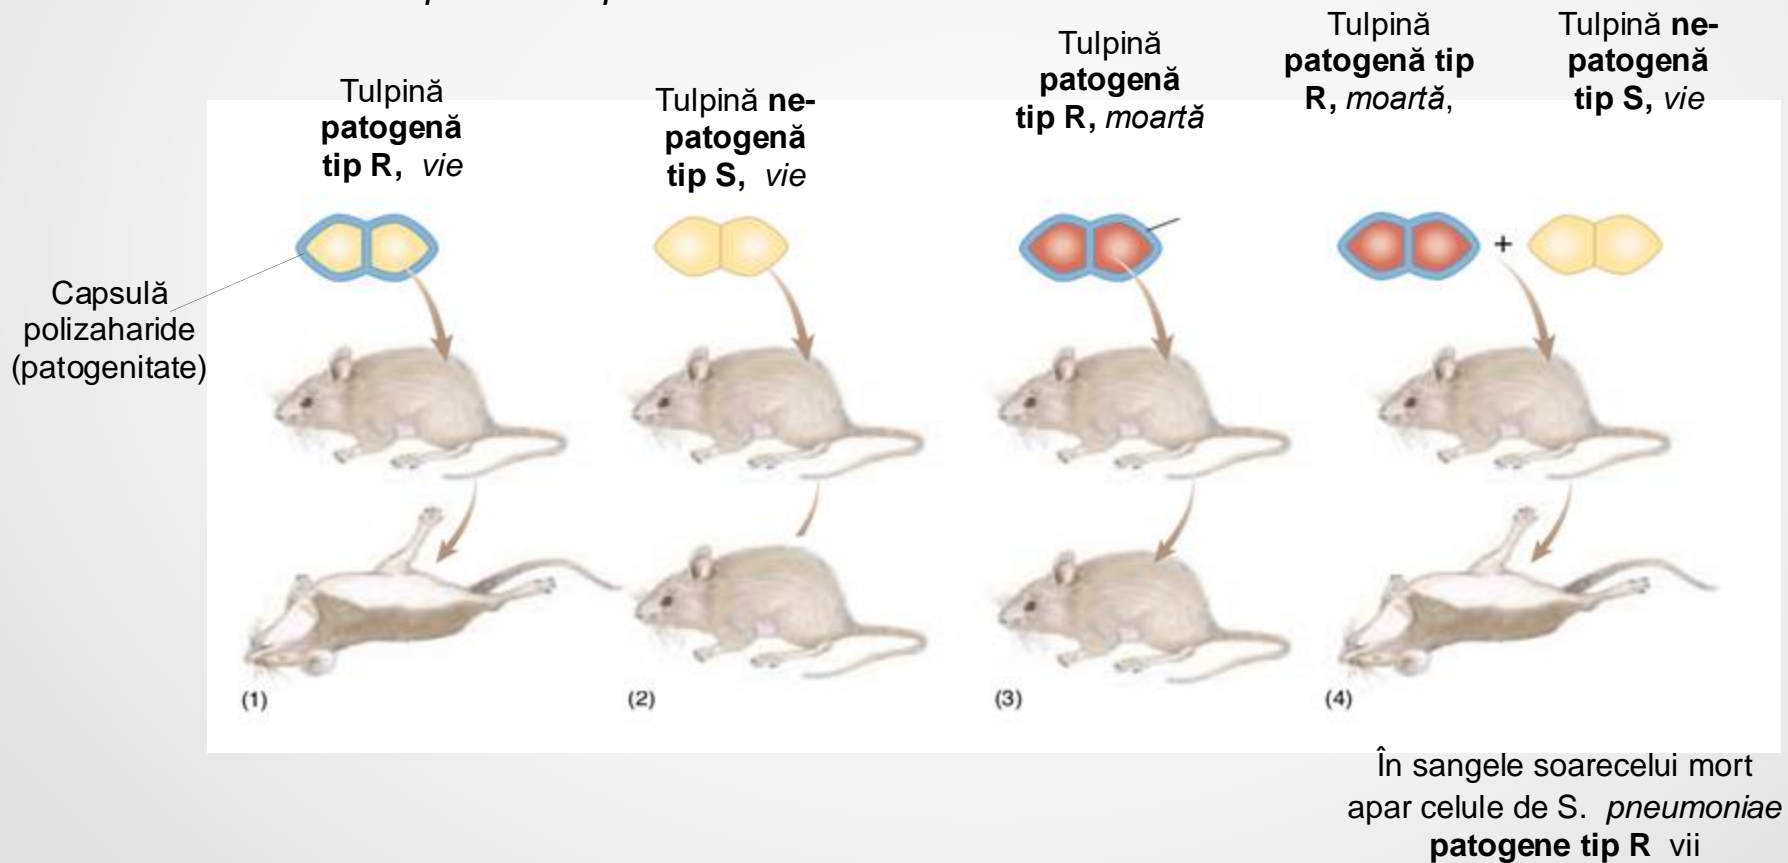 Tulpină
patogenă
tip R, vie
Tulpină ne-
patogenă
tip S, vie
Tulpină
patogenă
tip R, moartă
Tulpină
patogenă tip
R, moartă,
Tulpină ne-
patogenă
tip S, vie
Capsulă
polizaharide
(patogenitate)
+
(1)
(2)
(3)
(4)
În sangele soarecelui mort
apar celule de S. pneumoniae
patogene tip R vii